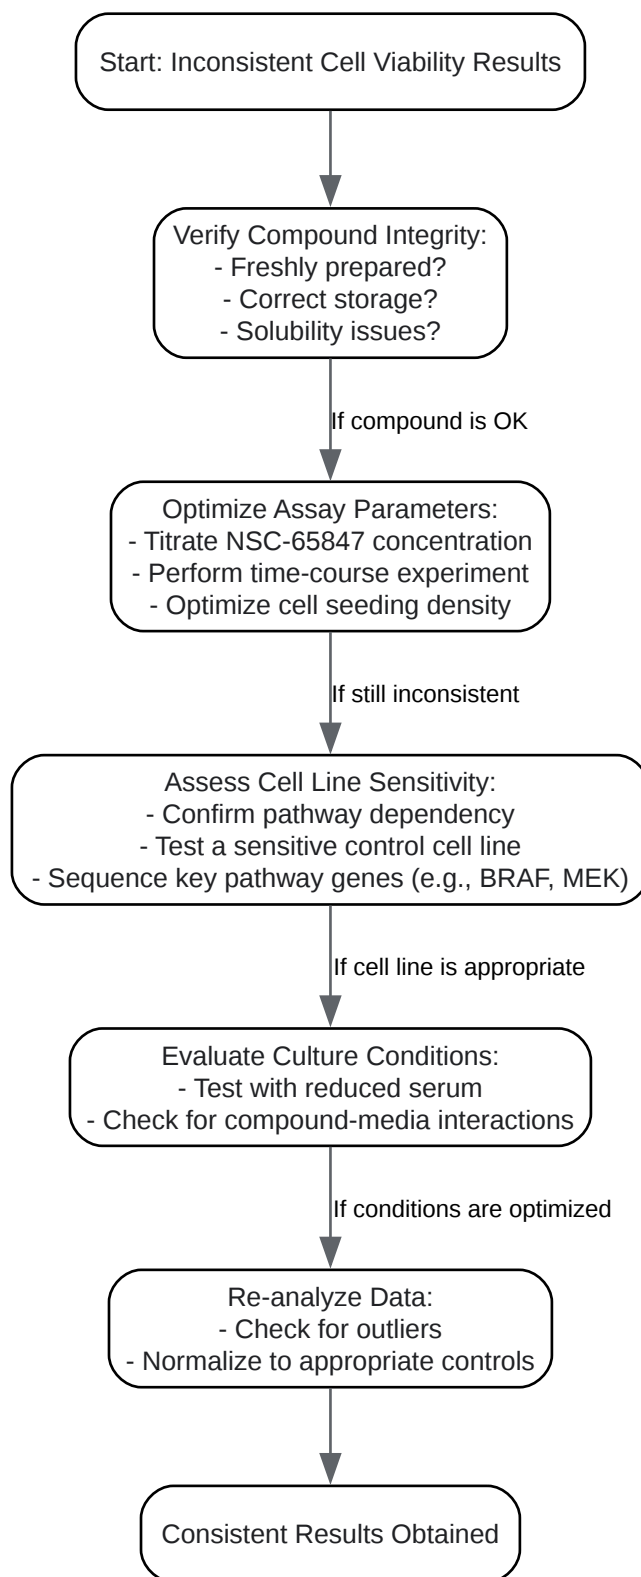 Start: Inconsistent Cell Viability Results
Verify Compound Integrity:
- Freshly prepared?
- Correct storage?
- Solubility issues?
If compound is OK
Optimize Assay Parameters:
- Titrate NSC-65847 concentration
- Perform time-course experiment
- Optimize cell seeding density
If still inconsistent
Assess Cell Line Sensitivity:
- Confirm pathway dependency
- Test a sensitive control cell line
- Sequence key pathway genes (e.g., BRAF, MEK)
If cell line is appropriate
Evaluate Culture Conditions:
- Test with reduced serum
- Check for compound-media interactions
If conditions are optimized
Re-analyze Data:
- Check for outliers
- Normalize to appropriate controls
Consistent Results Obtained